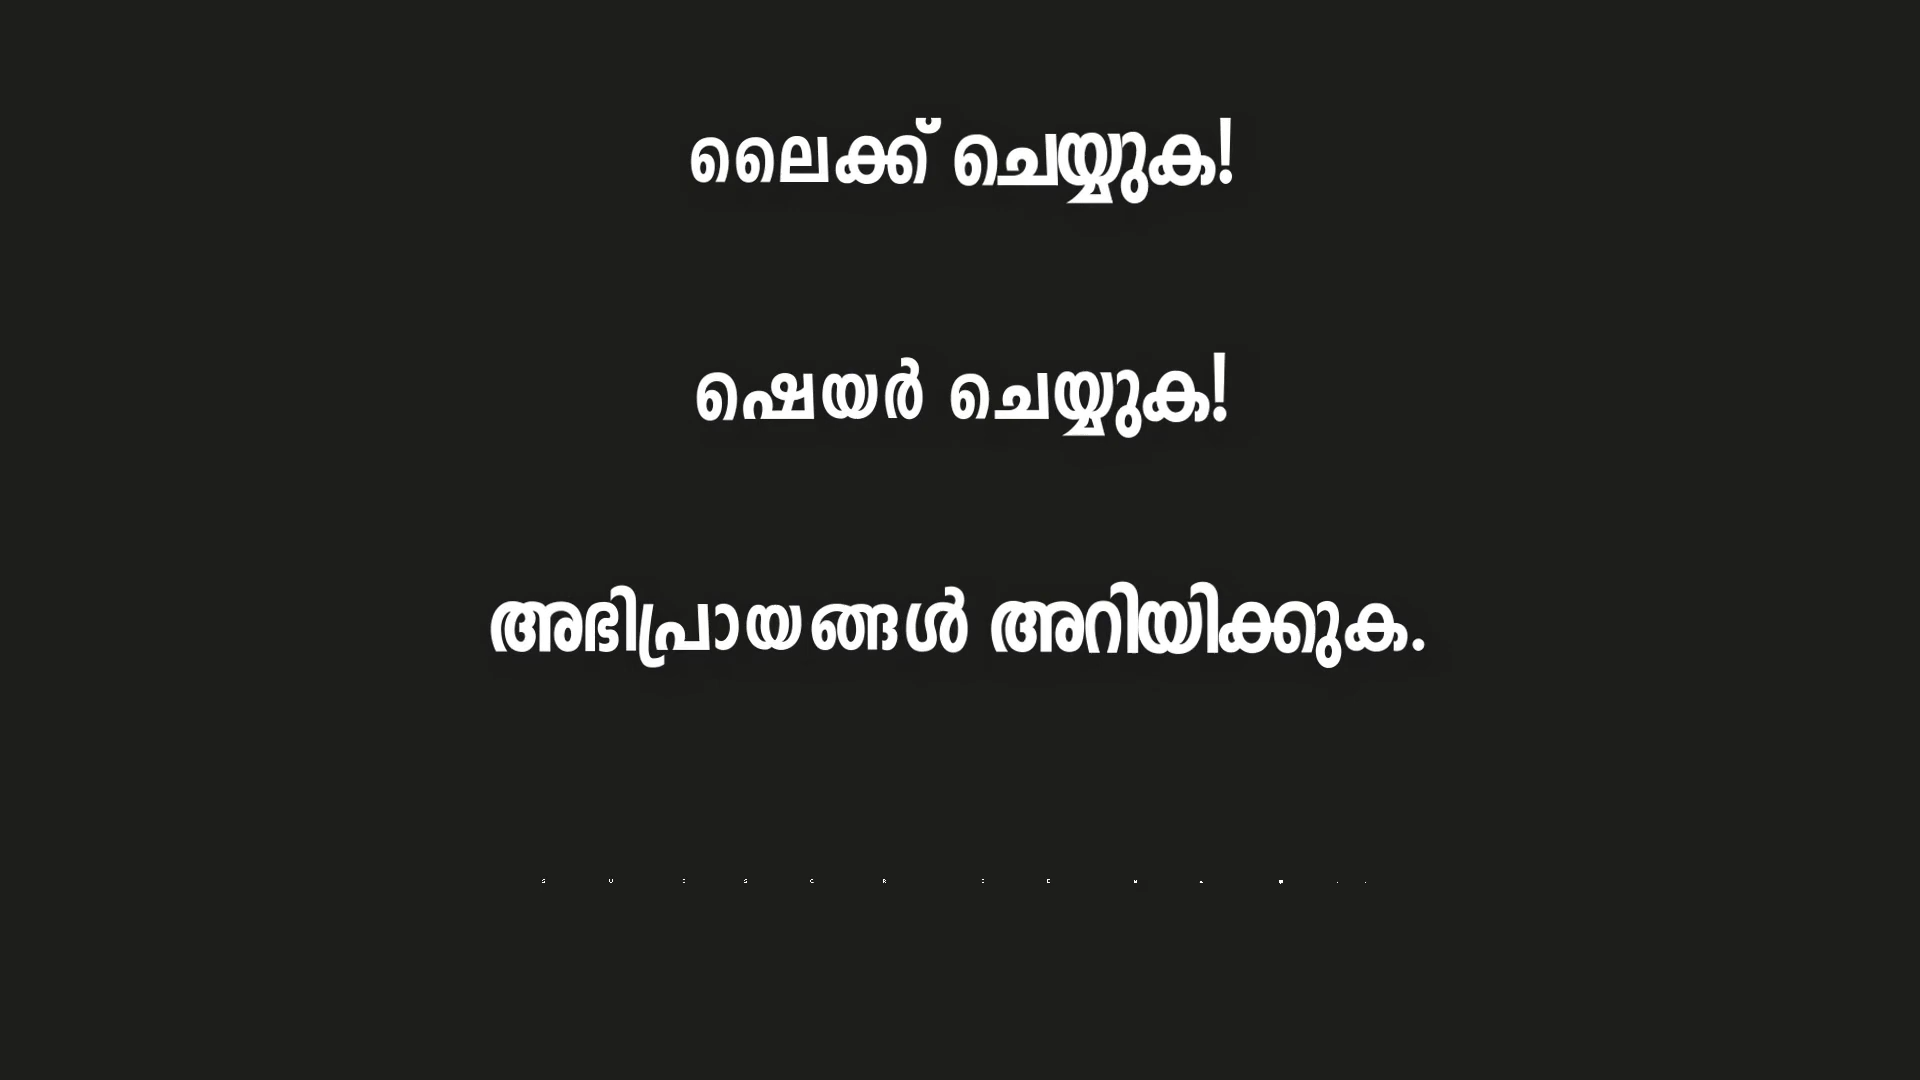 ലൈക്ക് ചെയ്യുക!
ഷെയർ ചെയ്യുക!
അഭിപ്രായങ്ങൾ അറിയിക്കുക.